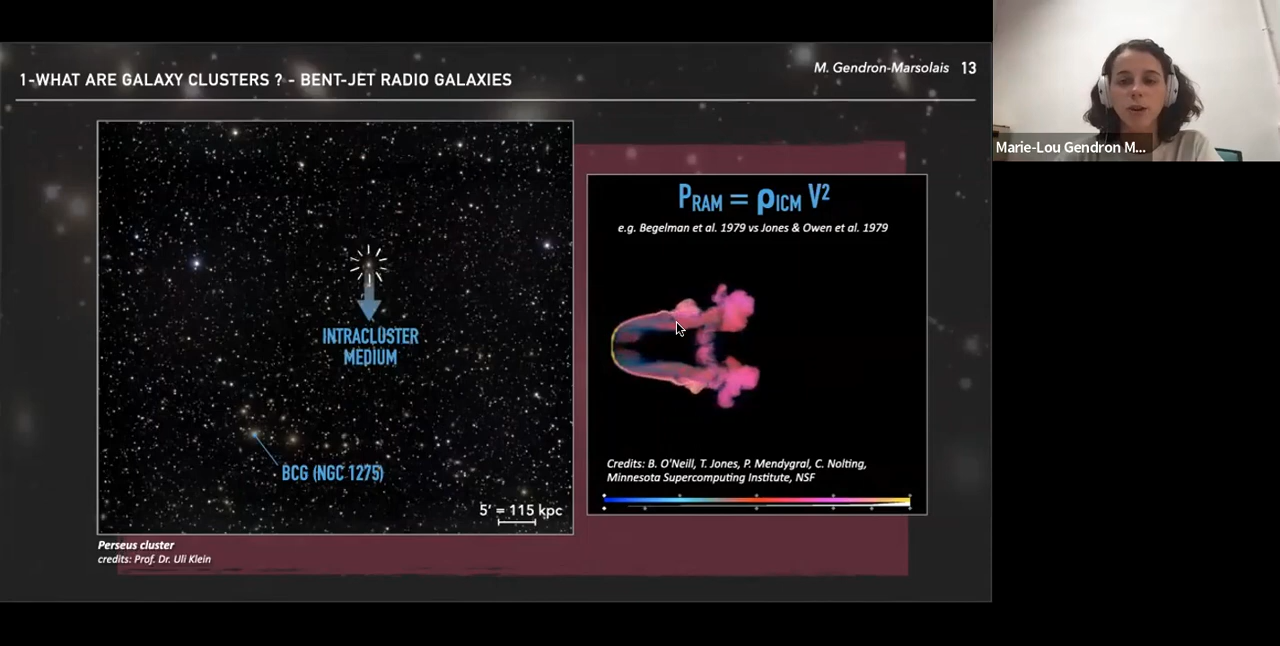 1-WHAT ARE GALAXY CLUSTERS ? - BENT-JET RADIO GALAXIES
M. Gendron-Marsolais 13
INTRACLUSTER
MEDIUM
BCG (NGC 1275)
5' = 115 kpc
Perseus cluster
credits: Prof. Dr. Uli Klein
PRAM = ρICM V²
e.g. Begelman et al. 1979 vs Jones & Owen et al. 1979
Credits: B. O'Neill, T. Jones, P. Mendygral, C. Nolting,
Minnesota Supercomputing Institute, NSF
Marie-Lou Gendron M...